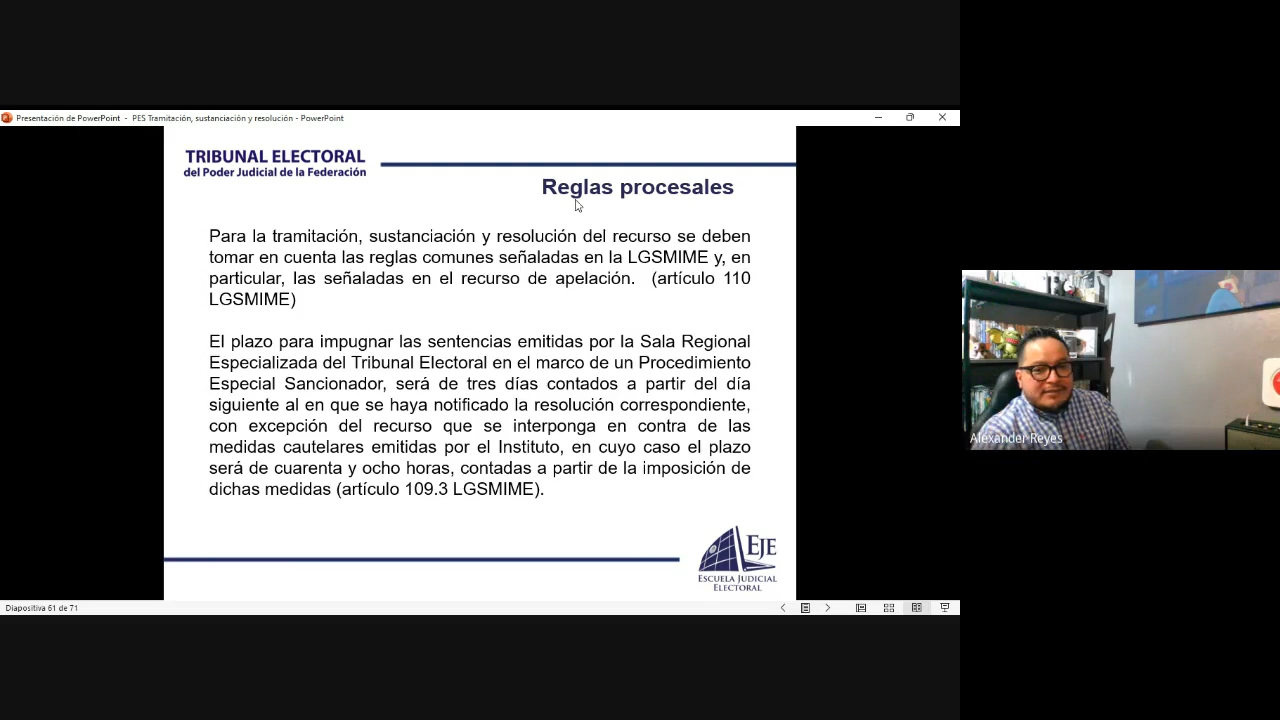 Presentación de PowerPoint - PES Tramitación, sustanciación y resolución - PowerPoint
TRIBUNAL ELECTORAL
del Poder Judicial de la Federación
Reglas procesales
Para la tramitación, sustanciación y resolución del recurso se deben
tomar en cuenta las reglas comunes señaladas en la LGSMIME y, en
particular, las señaladas en el recurso de apelación. (artículo 110
LGSMIME)
El plazo para impugnar las sentencias emitidas por la Sala Regional
Especializada del Tribunal Electoral en el marco de un Procedimiento
Especial Sancionador, será de tres días contados a partir del día
siguiente al en que se haya notificado la resolución correspondiente,
con excepción del recurso que se interponga en contra de las
medidas cautelares emitidas por el Instituto, en cuyo caso el plazo
será de cuarenta y ocho horas, contadas a partir de la imposición de
dichas medidas (artículo 109.3 LGSMIME).
EJE
ESCUELA JUDICIAL
ELECTORAL
Diapositiva 61 de 71
Alexander Reyes